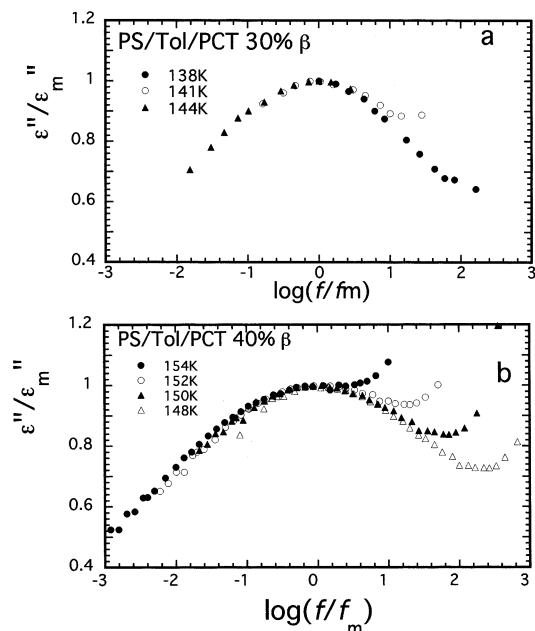 PS/Tol/PCT 30% β
a
● 138K
○ 141K
▲ 144K
ε"/εm"
1.2
1
0.8
0.6
0.4
-3 -2 -1 0 1 2 3
log(f/fm)
PS/Tol/PCT 40% β
b
● 154K
○ 152K
▲ 150K
△ 148K
ε"/εm"
1.2
1
0.8
0.6
0.4
-3 -2 -1 0 1 2 3
log(f/fm)